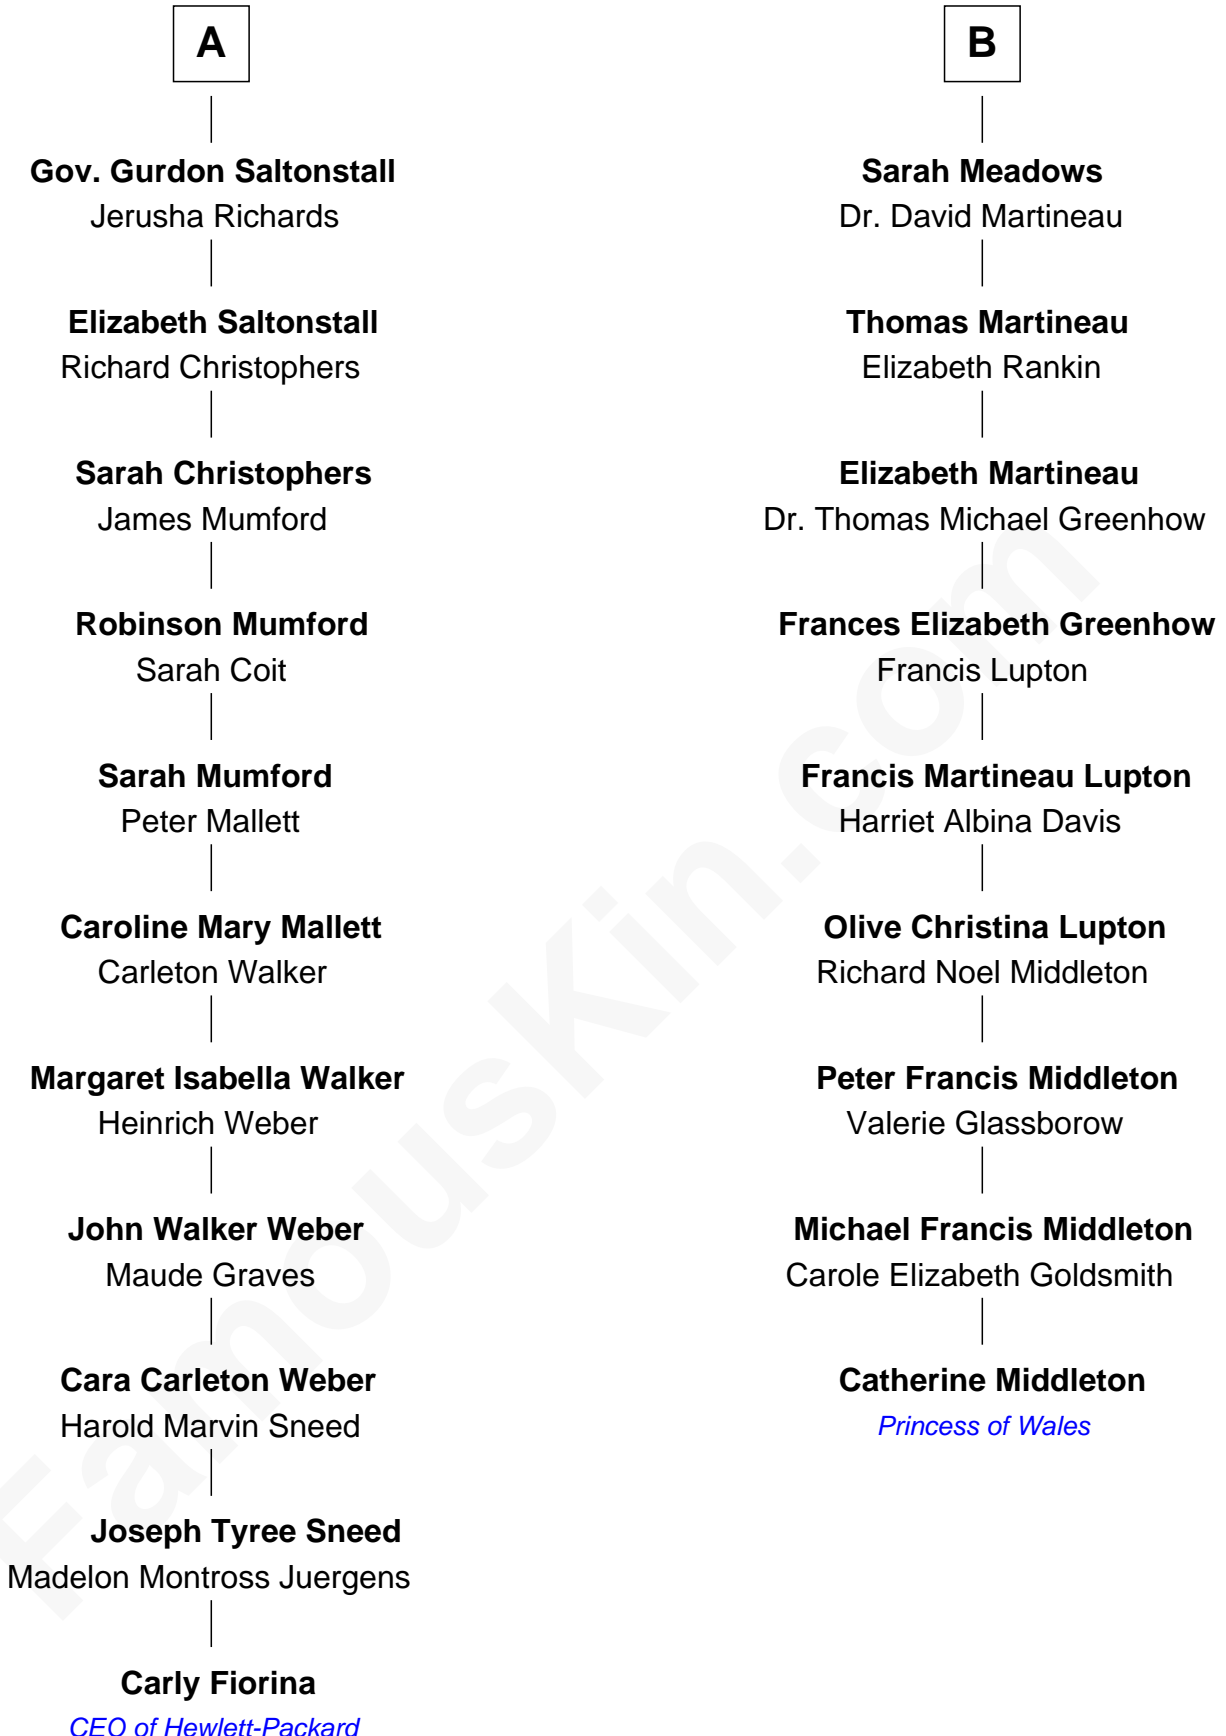 A
Gov. Gurdon Saltonstall
Jerusha Richards
Elizabeth Saltonstall
Richard Christophers
Sarah Christophers
James Mumford
Robinson Mumford
Sarah Coit
Sarah Mumford
Peter Mallett
Caroline Mary Mallett
Carleton Walker
Margaret Isabella Walker
Heinrich Weber
John Walker Weber
Maude Graves
Cara Carleton Weber
Harold Marvin Sneed
Joseph Tyree Sneed
Madelon Montross Juergens
Carly Fiorina
CEO of Hewlett-Packard
B
Sarah Meadows
Dr. David Martineau
Thomas Martineau
Elizabeth Rankin
Elizabeth Martineau
Dr. Thomas Michael Greenhow
Frances Elizabeth Greenhow
Francis Lupton
Francis Martineau Lupton
Harriet Albina Davis
Olive Christina Lupton
Richard Noel Middleton
Peter Francis Middleton
Valerie Glassborow
Michael Francis Middleton
Carole Elizabeth Goldsmith
Catherine Middleton
Princess of Wales
FamousKin.com